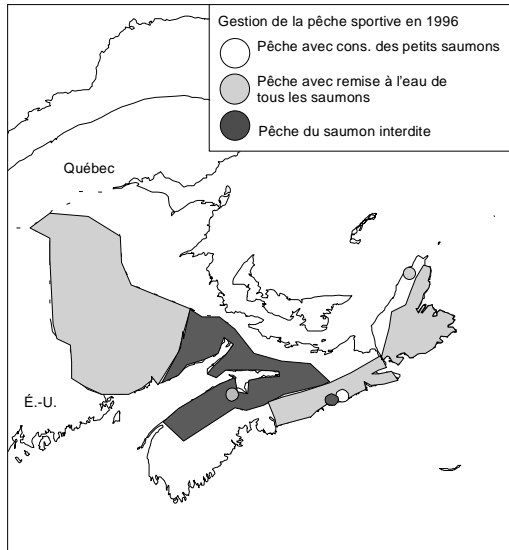 Gestion de la pêche sportive en 1996
Pêche avec cons. des petits saumons
Pêche avec remise à l'eau de
tous les saumons
Pêche du saumon interdite
Québec
É.-U.